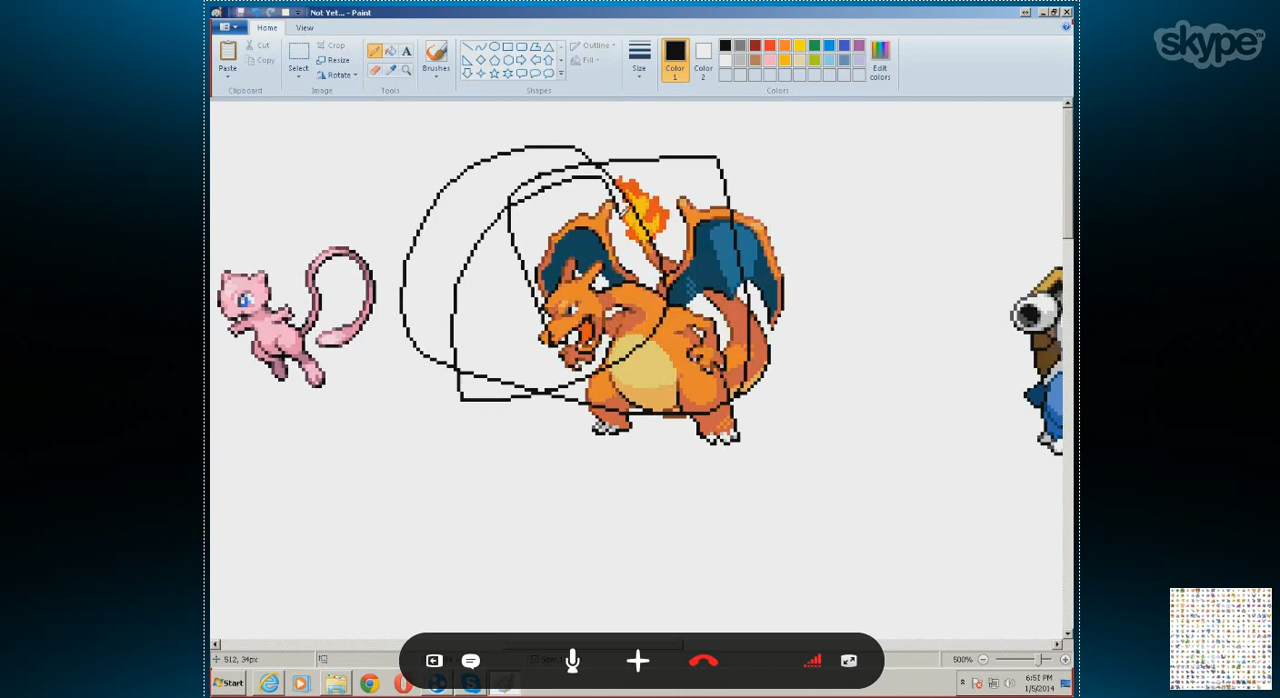 Not Yet... - Paint
skype™
Home View
Paste
Cut
Copy
Select
Crop
Resize
Rotate
A
Brushes
Outline
Fill
Size
Color
1
Color
2
Edit
colors
Clipboard Image Tools Shapes Colors
512, 34px
500%
Start
6:51 PM
1/5/2014